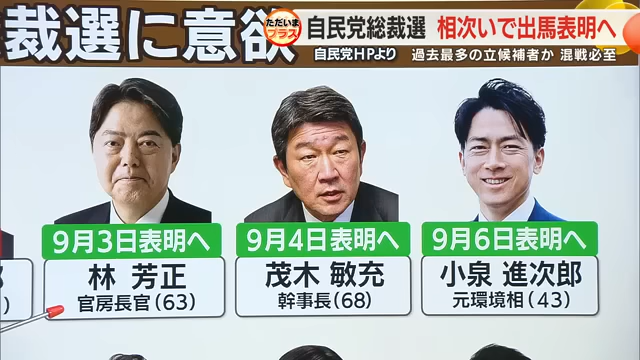 裁選に意欲
ただいま
プラス
自民党総裁選 相次いで出馬表明へ
自民党HPより 過去最多の立候補者か 混戦必至
9月3日表明へ
9月4日表明へ
9月6日表明へ
林 芳正
官房長官(63)
茂木 敏充
幹事長(68)
小泉 進次郎
元環境相(43)